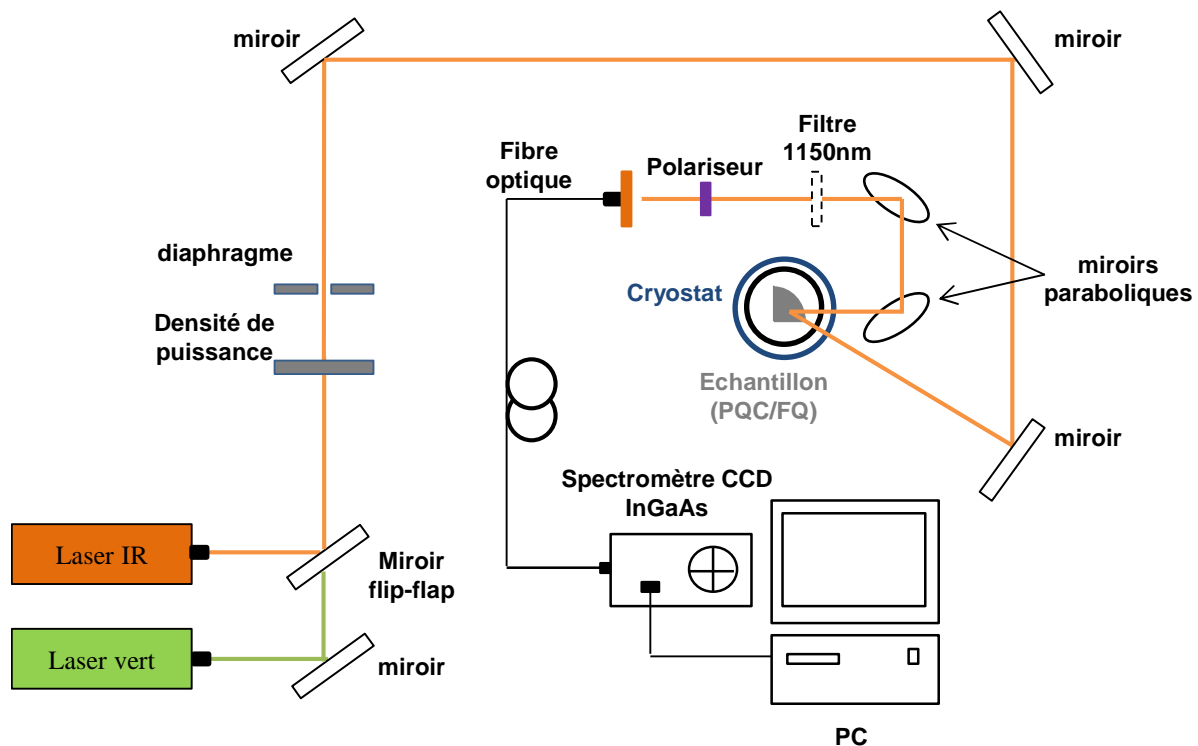 miroir
miroir
Filtre
1150nm
Fibre
optique
Polariseur
diaphragme
miroirs
paraboliques
Cryostat
Densité de
puissance
Echantillon
(PQC/FQ)
miroir
Spectromètre CCD
InGaAs
Laser IR
Miroir
flip-flap
Laser vert
miroir
PC